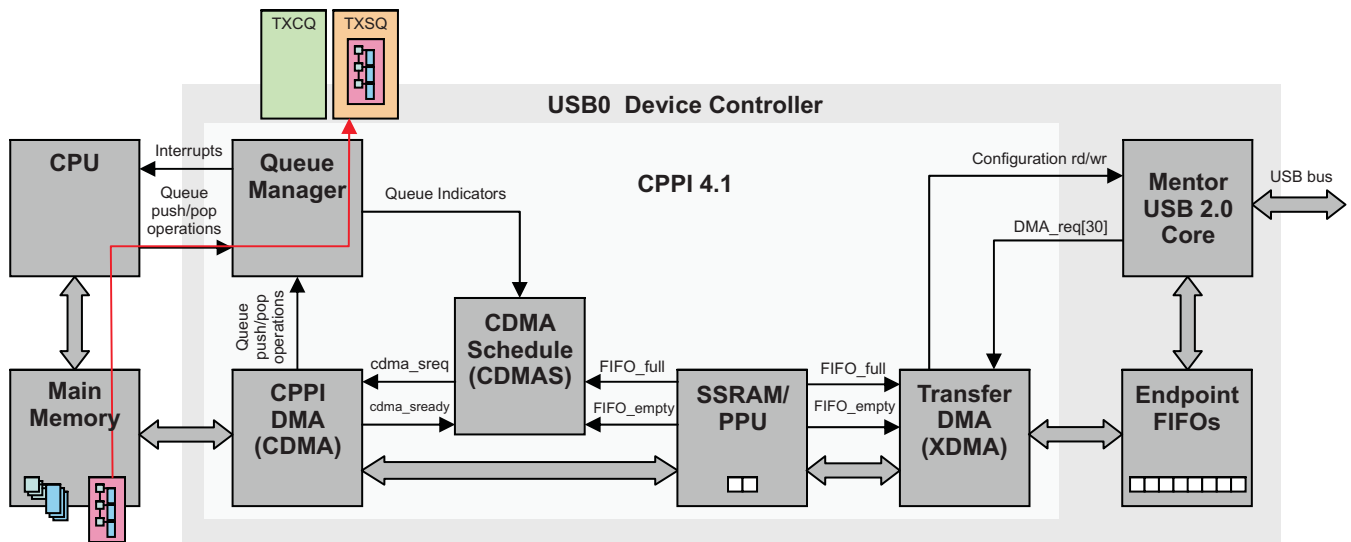 TXCQ
TXSQ
USB0 Device Controller
CPU
Interrupts
Queue
push/pop
operations
Queue
Manager
Queue Indicators
CPPI 4.1
Configuration rd/wr
DMA_req[30]
Mentor
USB 2.0
Core
USB bus
Queue
push/pop
operations
CDMA
Schedule
(CDMAS)
cdma_sreq
cdma_sready
FIFO_full
FIFO_empty
Main
Memory
CPPI
DMA
(CDMA)
SSRAM/
PPU
FIFO_full
FIFO_empty
Transfer
DMA
(XDMA)
Endpoint
FIFOs